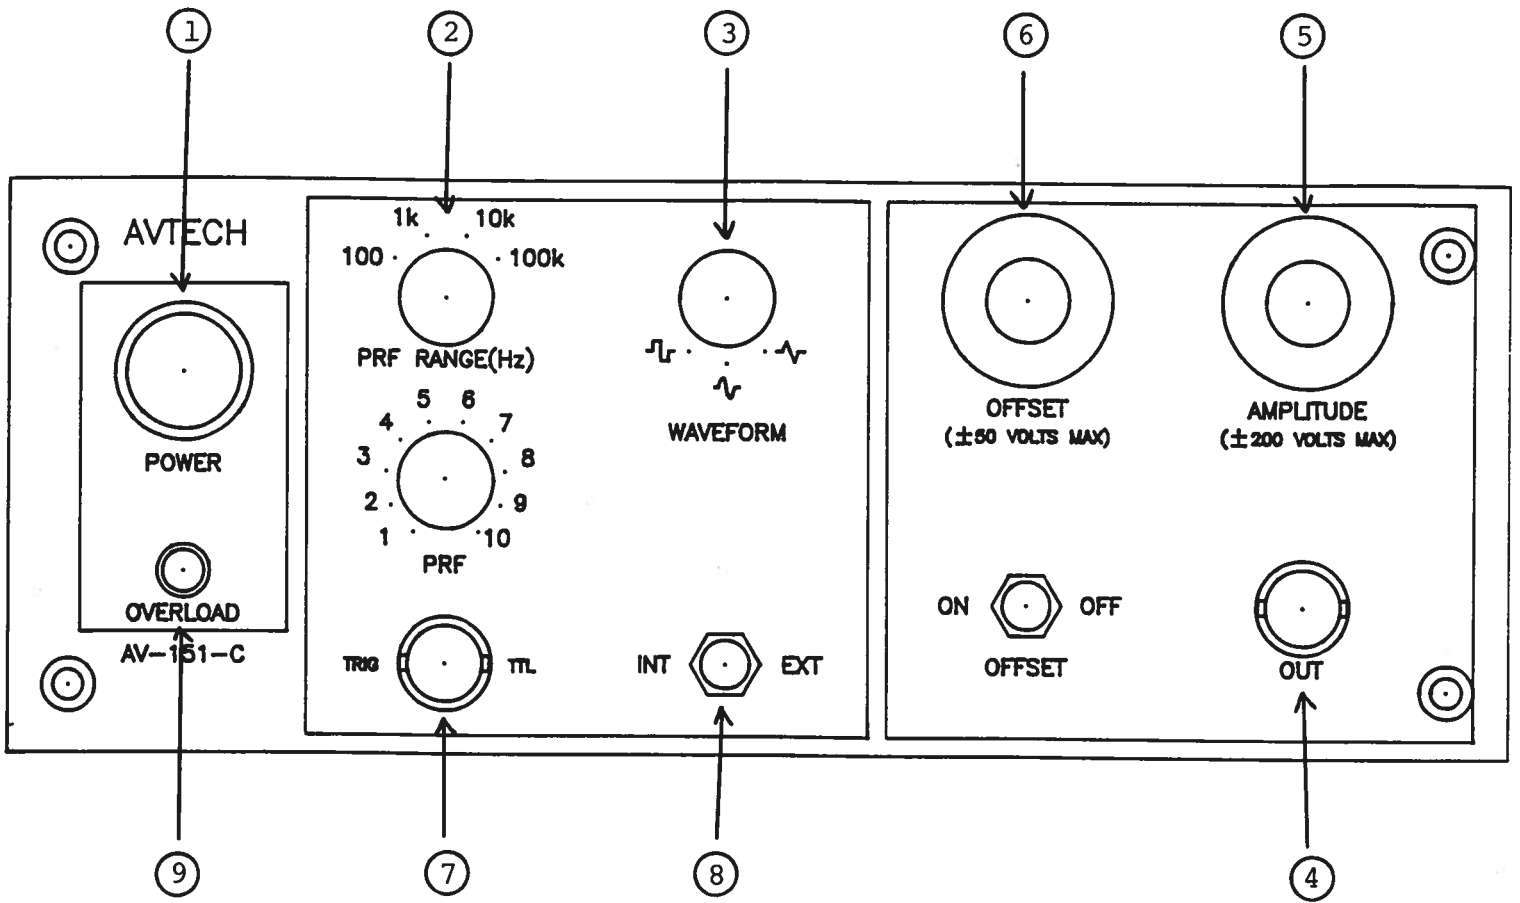 1 2 3 6 5
AVTECH
POWER
OVERLOAD
AV-151-C
1k 10k
100 100k
PRF RANGE(Hz)
5 6
4 7
3 8
2 9
1 10
PRF
TRIG TTL
WAVEFORM
INT EXT
OFFSET
(±50 VOLTS MAX)
AMPLITUDE
(±200 VOLTS MAX)
ON OFF
OFFSET
OUT
9 7 8 4